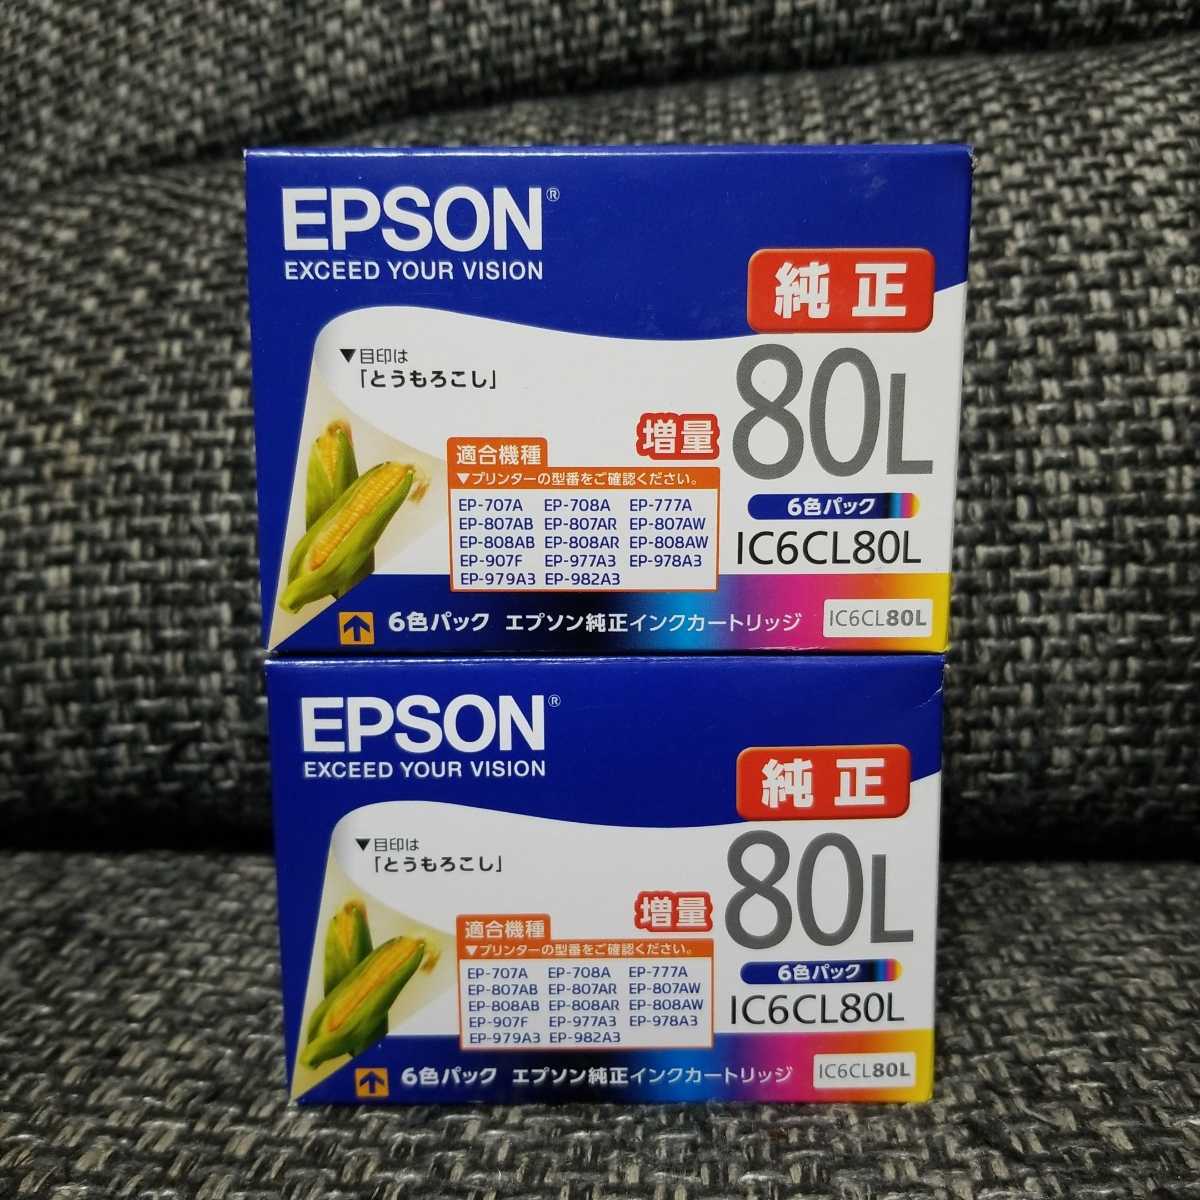 EPSON®
EXCEED YOUR VISION
純正
▼目印は
「とうもろこし」
80L
増量
適合機種
▼プリンターの型番をご確認ください。
EP-707A EP-708A EP-777A
EP-807AB EP-807AR EP-807AW
EP-808AB EP-808AR EP-808AW
EP-907F EP-977A3 EP-978A3
EP-979A3 EP-982A3
6色パック
IC6CL80L
6色パック エプソン純正インクカートリッジ
IC6CL80L
EPSON®
EXCEED YOUR VISION
純正
▼目印は
「とうもろこし」
80L
増量
適合機種
▼プリンターの型番をご確認ください。
EP-707A EP-708A EP-777A
EP-807AB EP-807AR EP-807AW
EP-808AB EP-808AR EP-808AW
EP-907F EP-977A3 EP-978A3
EP-979A3 EP-982A3
6色パック
IC6CL80L
6色パック エプソン純正インクカートリッジ
IC6CL80L